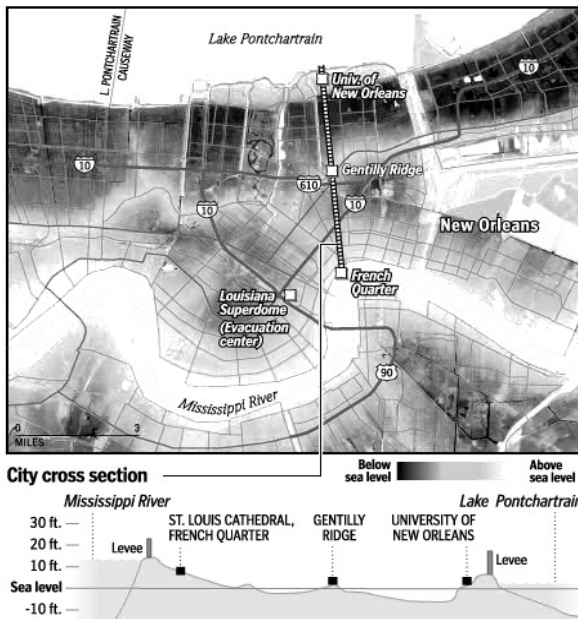 Lake Pontchartrain
L. PONTCHARTRAIN
CAUSEWAY
10
Univ. of
New Orleans
Gentilly Ridge
10
610
10
10
New Orleans
French
Quarter
Louisiana
Superdome
(Evacuation
center)
90
Mississippi River
0
3
MILES
City cross section
Below
sea level
Above
sea level
Mississippi River
Lake Pontchartrain
30 ft.
20 ft.
10 ft.
Sea level
-10 ft.
Levee
ST. LOUIS CATHEDRAL,
FRENCH QUARTER
GENTILLY
RIDGE
UNIVERSITY OF
NEW ORLEANS
Levee